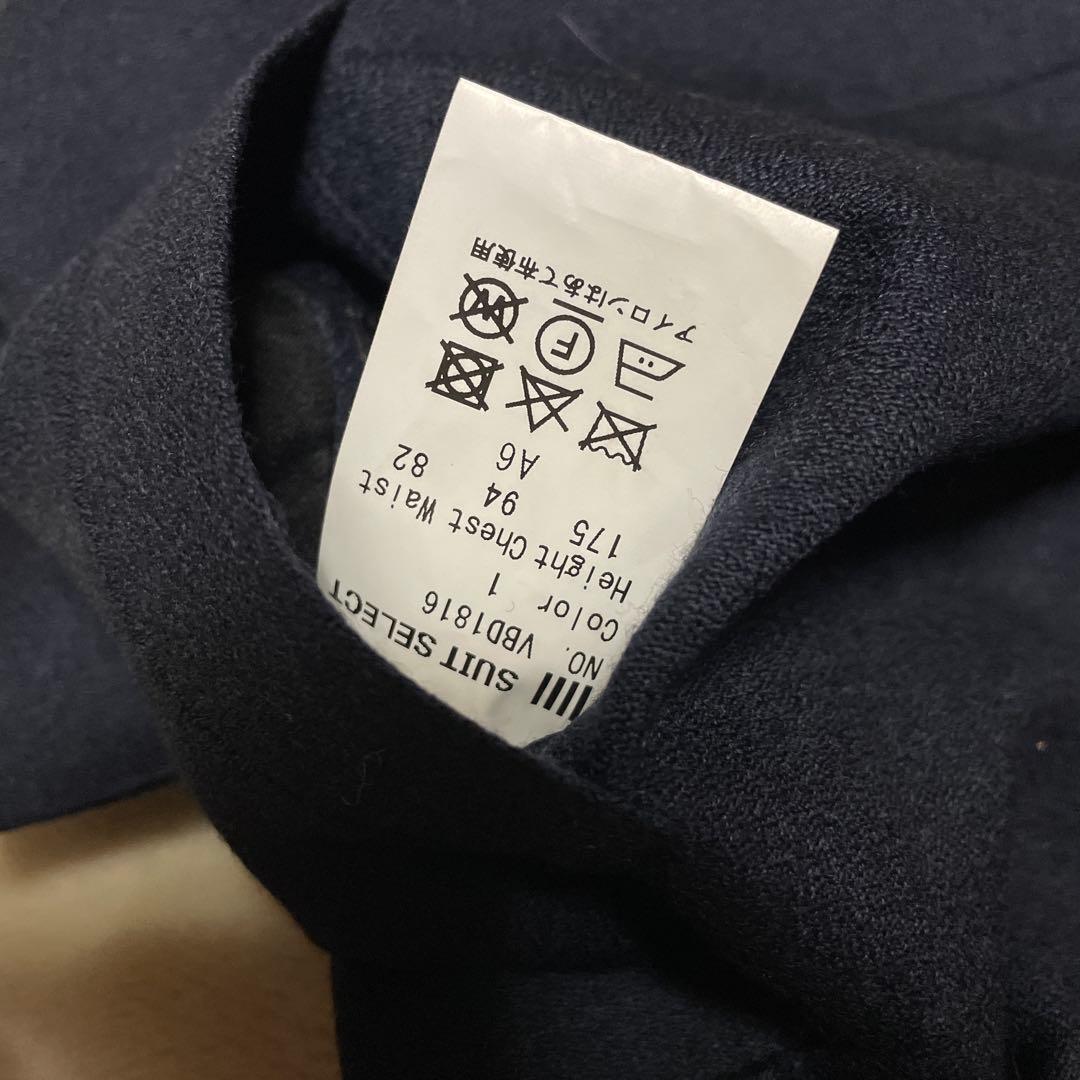 SUIT SELECT
NO. VBD1816
Color 1
Height Chest Waist
175 94 82
A6
F
W
アイロンはあて布使用